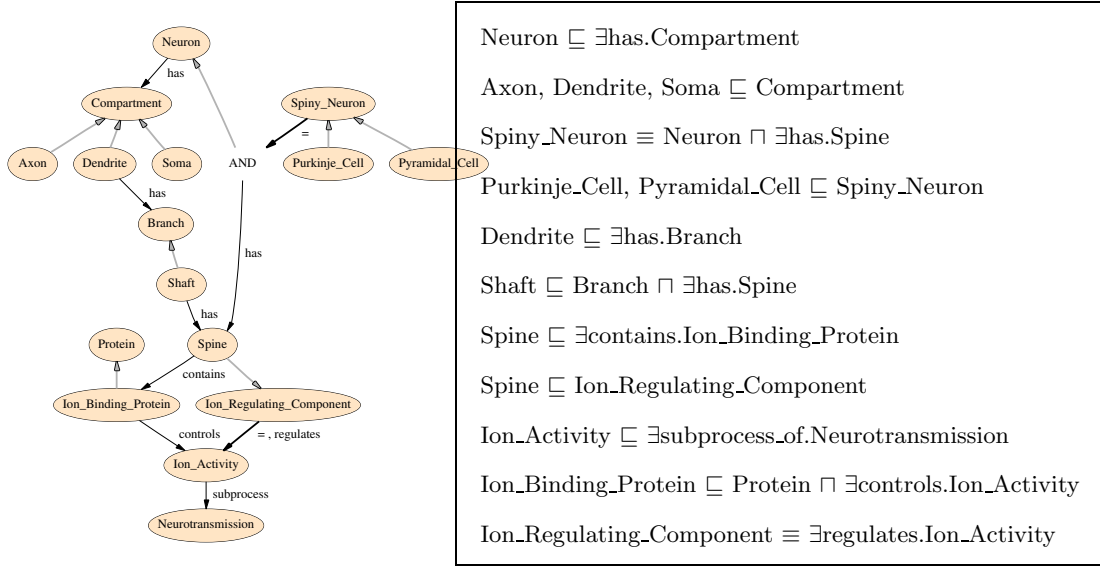 Neuron
has
Compartment
Spiny_Neuron
=
Axon
Dendrite
Soma
AND
Purkinje_Cell
Pyramidal_Cell
has
Branch
has
Shaft
has
Protein
Spine
contains
Ion_Binding_Protein
Ion_Regulating_Component
controls
= , regulates
Ion_Activity
subprocess
Neurotransmission
Neuron ⊑ ∃has.Compartment
Axon, Dendrite, Soma ⊑ Compartment
Spiny_Neuron ≡ Neuron ⊓ ∃has.Spine
Purkinje_Cell, Pyramidal_Cell ⊑ Spiny_Neuron
Dendrite ⊑ ∃has.Branch
Shaft ⊑ Branch ⊓ ∃has.Spine
Spine ⊑ ∃contains.Ion_Binding_Protein
Spine ⊑ Ion_Regulating_Component
Ion_Activity ⊑ ∃subprocess_of.Neurotransmission
Ion_Binding_Protein ⊑ Protein ⊓ ∃controls.Ion_Activity
Ion_Regulating_Component ≡ ∃regulates.Ion_Activity